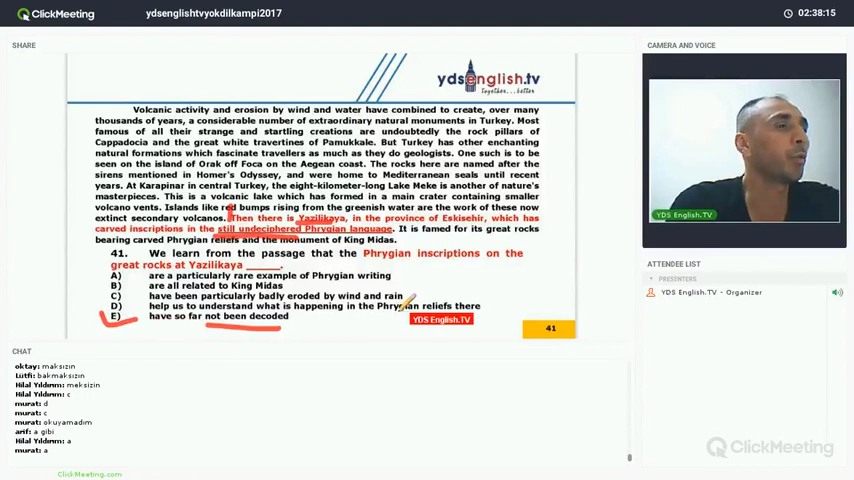 ClickMeeting
ydsenglishtvyokdilkampi2017
02:38:15
SHARE
CAMERA AND VOICE
ydsenglish.tv
Together...better
Volcanic activity and erosion by wind and water have combined to create, over many
thousands of years, a considerable number of extraordinary natural monuments in Turkey. Most
famous of all their strange and startling creations are undoubtedly the rock pillars of
Cappadocia and the great white travertines of Pamukkale. But Turkey has other enchanting
natural formations which fascinate travellers as much as they do geologists. One such is to be
seen on the island of Orak off Foca on the Aegean coast. The rocks here are named after the
sirens mentioned in Homer's Odyssey, and were home to Mediterranean seals until recent
years. At Karapinar in central Turkey, the eight-kilometer-long Lake Meke is another of nature's
masterpieces. This is a volcanic lake which has formed in a main crater containing smaller
volcano vents. Islands like red bumps rising from the greenish water are the work of these now
extinct secondary volcanos. Then there is Yazilikaya, in the province of Eskisehir, which has
carved inscriptions in the still undeciphered Phrygian language. It is famed for its great rocks
bearing carved Phrygian reliefs and the monument of King Midas.
41. We learn from the passage that the Phrygian inscriptions on the
great rocks at Yazilikaya _____.
A) are a particularly rare example of Phrygian writing
B) are all related to King Midas
C) have been particularly badly eroded by wind and rain
D) help us to understand what is happening in the Phrygian reliefs there
E) have so far not been decoded
YDS English.TV
41
YDS English.TV
ATTENDEE LIST
PRESENTERS
YDS English.TV - Organizer
CHAT
oktay: maksızın
Lütfi: bakmaksızın
Hilal Yıldırım: meksizin
Hilal Yıldırım: c
murat: d
murat: c
murat: okuyamadım
arif: a gibi
Hilal Yıldırım: a
murat: a
ClickMeeting.com
ClickMeeting